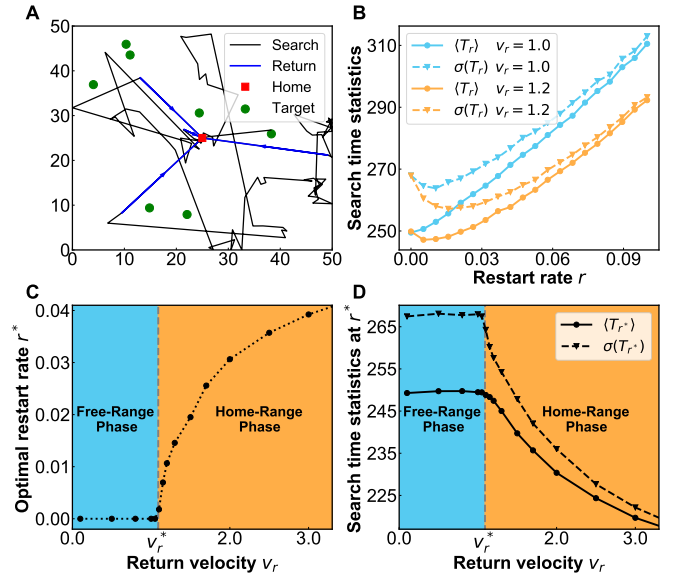 A
50
40
30
20
10
0
0
10
20
30
40
50
Search
Return
Home
Target
B
Search time statistics
310
290
270
250
0.00
0.03
0.06
0.09
Restart rate r
⟨T_r⟩ v_r = 1.0
σ(T_r) v_r = 1.0
⟨T_r⟩ v_r = 1.2
σ(T_r) v_r = 1.2
C
Optimal restart rate r*
0.04
0.03
0.02
0.01
0.00
Free-Range
Phase
Home-Range
Phase
0.0
v_r*
2.0
3.0
Return velocity v_r
D
Search time statistics at r*
265
255
245
235
225
⟨T_r*⟩
σ(T_r*)
Free-Range
Phase
Home-Range
Phase
0.0
v_r*
2.0
3.0
Return velocity v_r